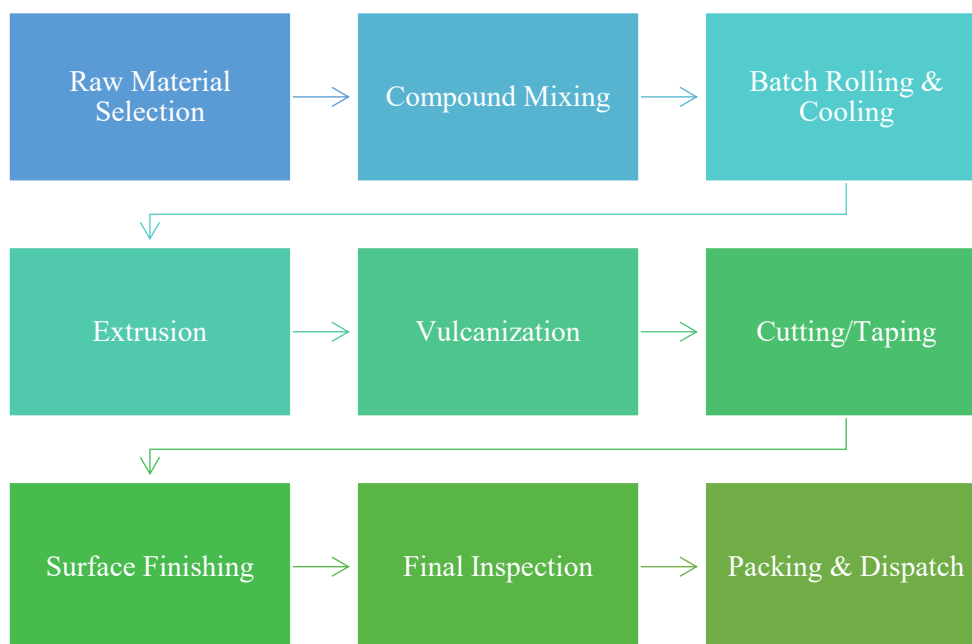 Raw Material
Selection
Compound Mixing
Batch Rolling &
Cooling
Extrusion
Vulcanization
Cutting/Taping
Surface Finishing
Final Inspection
Packing & Dispatch